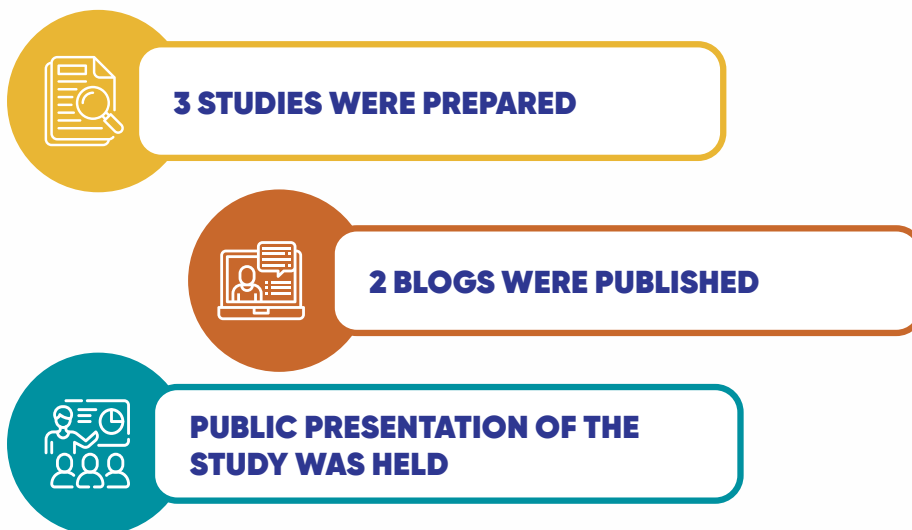 3 STUDIES WERE PREPARED
2 BLOGS WERE PUBLISHED
PUBLIC PRESENTATION OF THE
STUDY WAS HELD